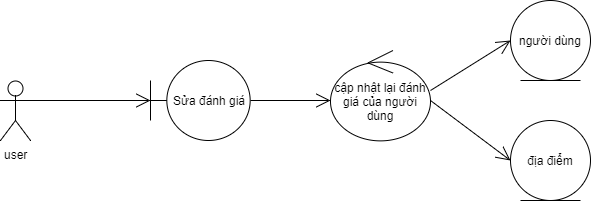 user
Sửa đánh giá
cập nhật lại đánh
giá của người
dùng
người dùng
địa điểm